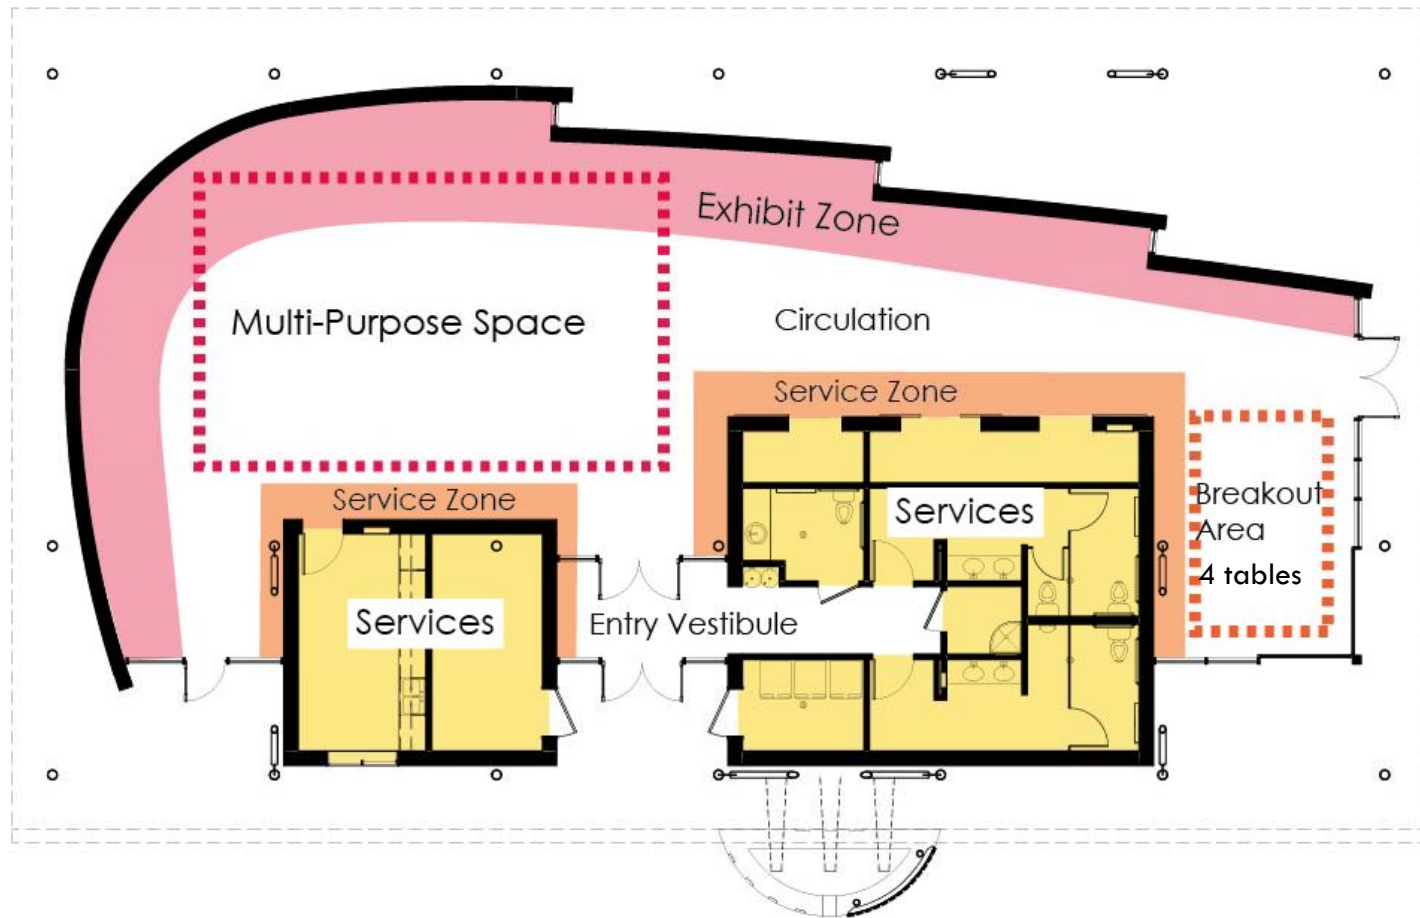 Exhibit Zone
Multi-Purpose Space
Circulation
Service Zone
Service Zone
Services
Breakout
Area
4 tables
Services
Entry Vestibule